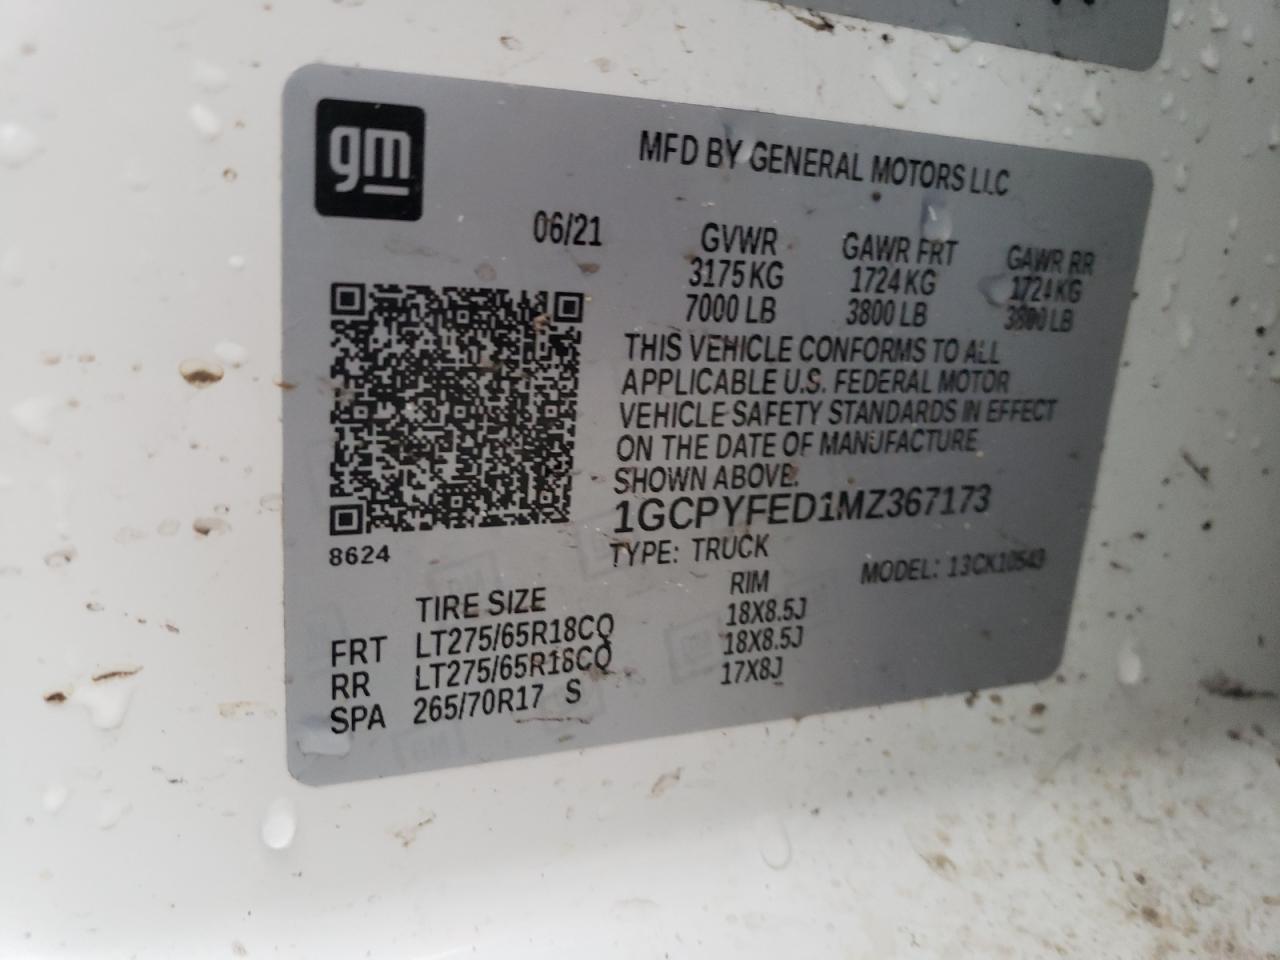 gm
MFD BY GENERAL MOTORS LLC
06/21
GVWR GAWR FRT GAWR RR
3175 KG 1724 KG 1724 KG
7000 LB 3800 LB 3800 LB
THIS VEHICLE CONFORMS TO ALL
APPLICABLE U.S. FEDERAL MOTOR
VEHICLE SAFETY STANDARDS IN EFFECT
ON THE DATE OF MANUFACTURE
SHOWN ABOVE.
1GCPYFED1MZ367173
8624
TYPE: TRUCK MODEL: 13CK10543
TIRE SIZE RIM
FRT LT275/65R18CQ 18X8.5J
RR LT275/65R18CQ 18X8.5J
SPA 265/70R17 S 17X8J